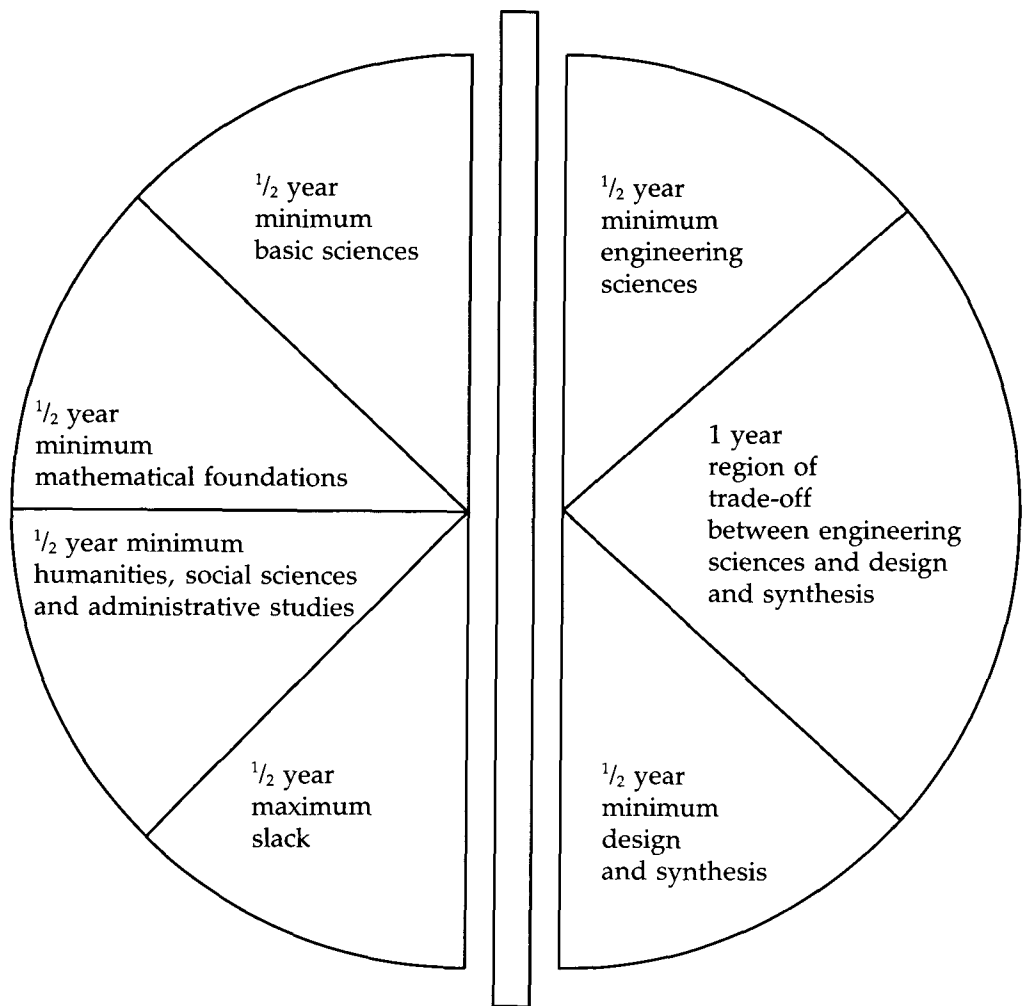 1/2 year
minimum
basic sciences
1/2 year
minimum
mathematical foundations
1/2 year minimum
humanities, social sciences
and administrative studies
1/2 year
maximum
slack
1/2 year
minimum
engineering
sciences
1 year
region of
trade-off
between engineering
sciences and design
and synthesis
1/2 year
minimum
design
and synthesis